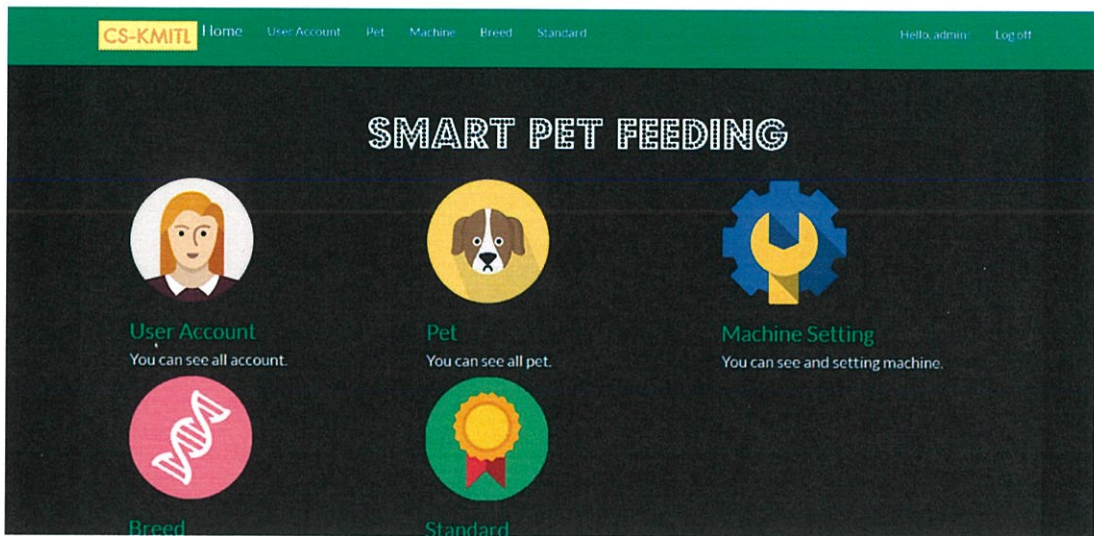 CS-KMITL Home User Account Pet Machine Breed Standard Hello, admin! Log off
SMART PET FEEDING
User Account Pet Machine Setting
You can see all account. You can see all pet. You can see and setting machine.
Breed Standard